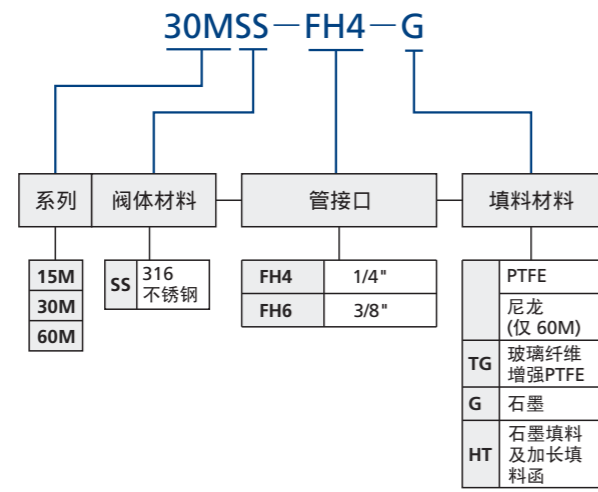 30MSS—FH4—G
系列 阀体材料 管接口 填料材料
15M
30M
60M
SS 316
不锈钢
FH4 1/4"
FH6 3/8"
PTFE
尼龙
(仅 60M)
TG 玻璃纤维
增强PTFE
G 石墨
HT 石墨填料
及加长填
料函